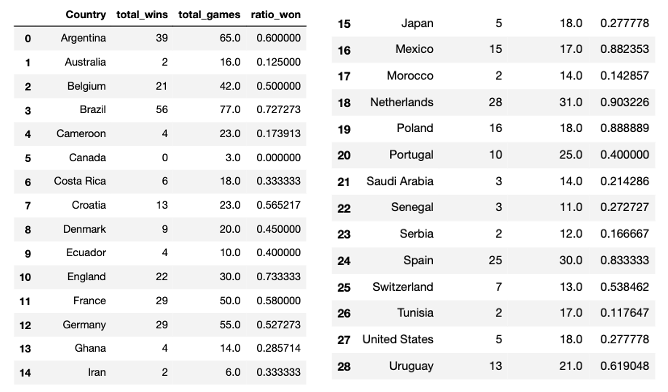 Country total_wins total_games ratio_won
0 Argentina 39 65.0 0.600000
1 Australia 2 16.0 0.125000
2 Belgium 21 42.0 0.500000
3 Brazil 56 77.0 0.727273
4 Cameroon 4 23.0 0.173913
5 Canada 0 3.0 0.000000
6 Costa Rica 6 18.0 0.333333
7 Croatia 13 23.0 0.565217
8 Denmark 9 20.0 0.450000
9 Ecuador 4 10.0 0.400000
10 England 22 30.0 0.733333
11 France 29 50.0 0.580000
12 Germany 29 55.0 0.527273
13 Ghana 4 14.0 0.285714
14 Iran 2 6.0 0.333333
15 Japan 5 18.0 0.277778
16 Mexico 15 17.0 0.882353
17 Morocco 2 14.0 0.142857
18 Netherlands 28 31.0 0.903226
19 Poland 16 18.0 0.888889
20 Portugal 10 25.0 0.400000
21 Saudi Arabia 3 14.0 0.214286
22 Senegal 3 11.0 0.272727
23 Serbia 2 12.0 0.166667
24 Spain 25 30.0 0.833333
25 Switzerland 7 13.0 0.538462
26 Tunisia 2 17.0 0.117647
27 United States 5 18.0 0.277778
28 Uruguay 13 21.0 0.619048